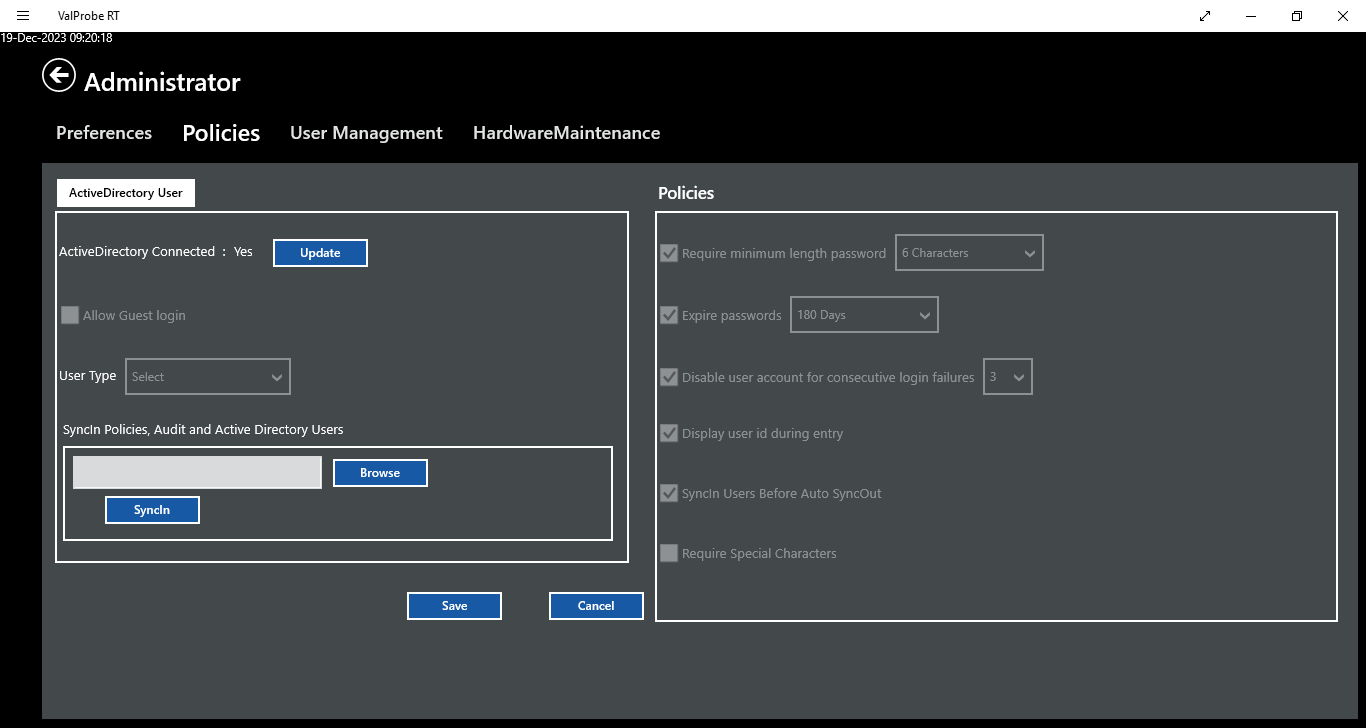 ValProbe RT
19-Dec-2023 09:20:18
Administrator
Preferences Policies User Management HardwareMaintenance
ActiveDirectory User
ActiveDirectory Connected : Yes Update
Allow Guest login
User Type Select
SyncIn Policies, Audit and Active Directory Users
Browse
SyncIn
Save Cancel
Policies
Require minimum length password 6 Characters
Expire passwords 180 Days
Disable user account for consecutive login failures 3
Display user id during entry
SyncIn Users Before Auto SyncOut
Require Special Characters